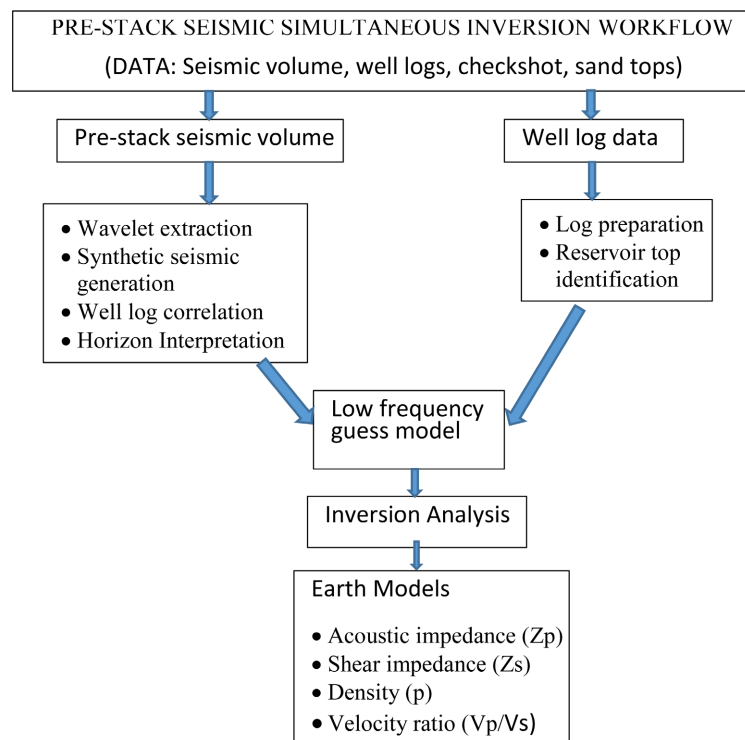 PRE-STACK SEISMIC SIMULTANEOUS INVERSION WORKFLOW
(DATA: Seismic volume, well logs, checkshot, sand tops)
Pre-stack seismic volume
Well log data
• Wavelet extraction
• Synthetic seismic
generation
• Well log correlation
• Horizon Interpretation
• Log preparation
• Reservoir top
identification
Low frequency
guess model
Inversion Analysis
Earth Models
• Acoustic impedance (Zp)
• Shear impedance (Zs)
• Density (p)
• Velocity ratio (Vp/Vs)